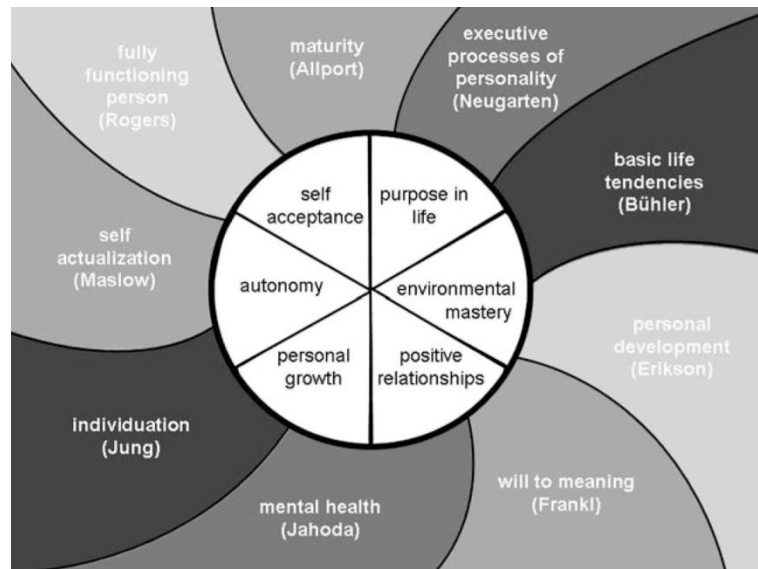 fully
functioning
person
(Rogers)
maturity
(Allport)
executive
processes of
personality
(Neugarten)
basic life
tendencies
(Bühler)
personal
development
(Erikson)
will to meaning
(Frankl)
mental health
(Jahoda)
individuation
(Jung)
self
actualization
(Maslow)
self
acceptance
purpose in
life
environmental
mastery
positive
relationships
personal
growth
autonomy